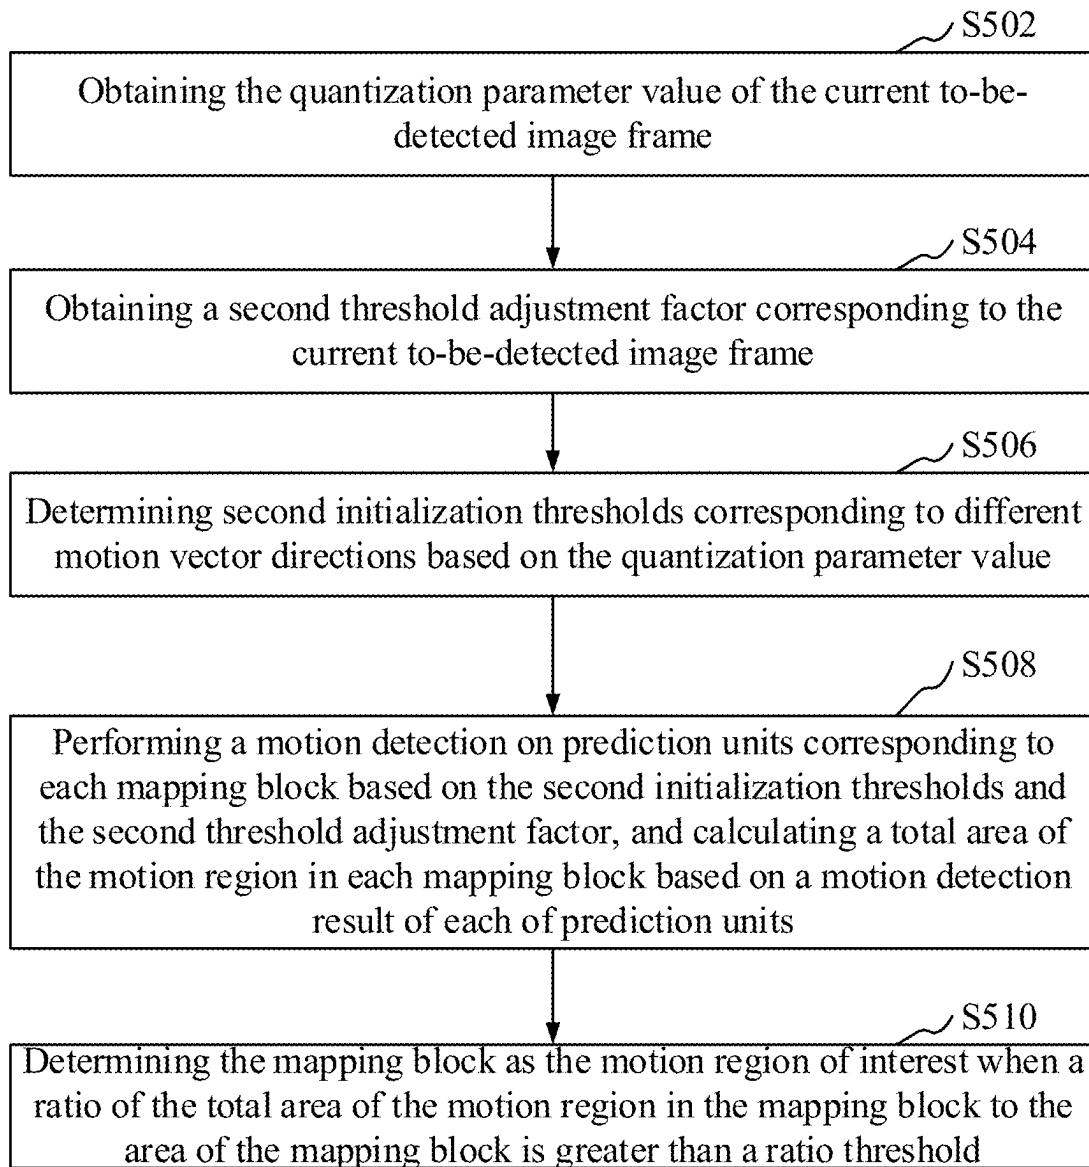 S502
Obtaining the quantization parameter value of the current to-be-
detected image frame
S504
Obtaining a second threshold adjustment factor corresponding to the
current to-be-detected image frame
S506
Determining second initialization thresholds corresponding to different
motion vector directions based on the quantization parameter value
S508
Performing a motion detection on prediction units corresponding to
each mapping block based on the second initialization thresholds and
the second threshold adjustment factor, and calculating a total area of
the motion region in each mapping block based on a motion detection
result of each of prediction units
S510
Determining the mapping block as the motion region of interest when a
ratio of the total area of the motion region in the mapping block to the
area of the mapping block is greater than a ratio threshold